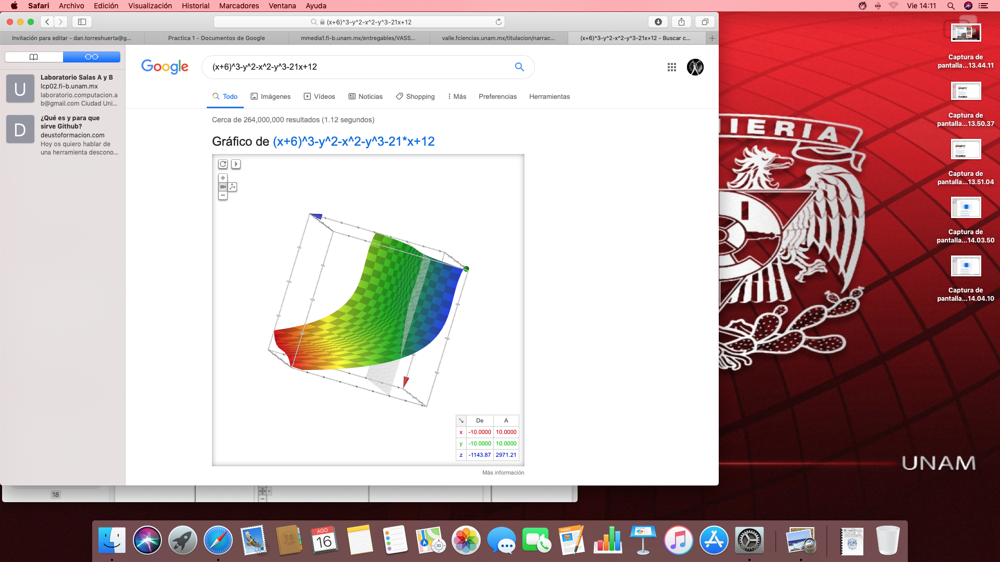 Safari Archivo Edición Visualización Historial Marcadores Ventana Ayuda
Vie 14:11
(x+6)^3-y^2-x^2-y^3-21x+12
Invitación para editar - dan.torreshuerta@g...
Practica 1 - Documentos de Google
mmedia1.fi-b.unam.mx/entregables/VASS...
valle.fciencias.unam.mx/titulacion/narrac...
(x+6)^3-y^2-x^2-y^3-21x+12 - Buscar c...
U
Laboratorio Salas A y B
lcp02.fi-b.unam.mx
laboratorio.computacion.a
b@gmail.com Ciudad Uni...
D
¿Qué es y para que
sirve Github?
deustoformacion.com
Hoy os quiero hablar de
una herramienta descono...
Google
(x+6)^3-y^2-x^2-y^3-21x+12
Todo Imágenes Vídeos Noticias Shopping Más Preferencias Herramientas
Cerca de 264,000,000 resultados (1.12 segundos)
Gráfico de (x+6)^3-y^2-x^2-y^3-21*x+12
De A
x -10.0000 10.0000
y -10.0000 10.0000
z -1143.87 2971.21
Más información
18
Captura de
pantalla...13.44.11
Captura de
pantalla...13.50.37
Captura de
pantalla...13.51.04
Captura de
pantalla...14.03.50
Captura de
pantalla...14.04.10
NIERIA
UNAM
AGO
16
3D
PAGES